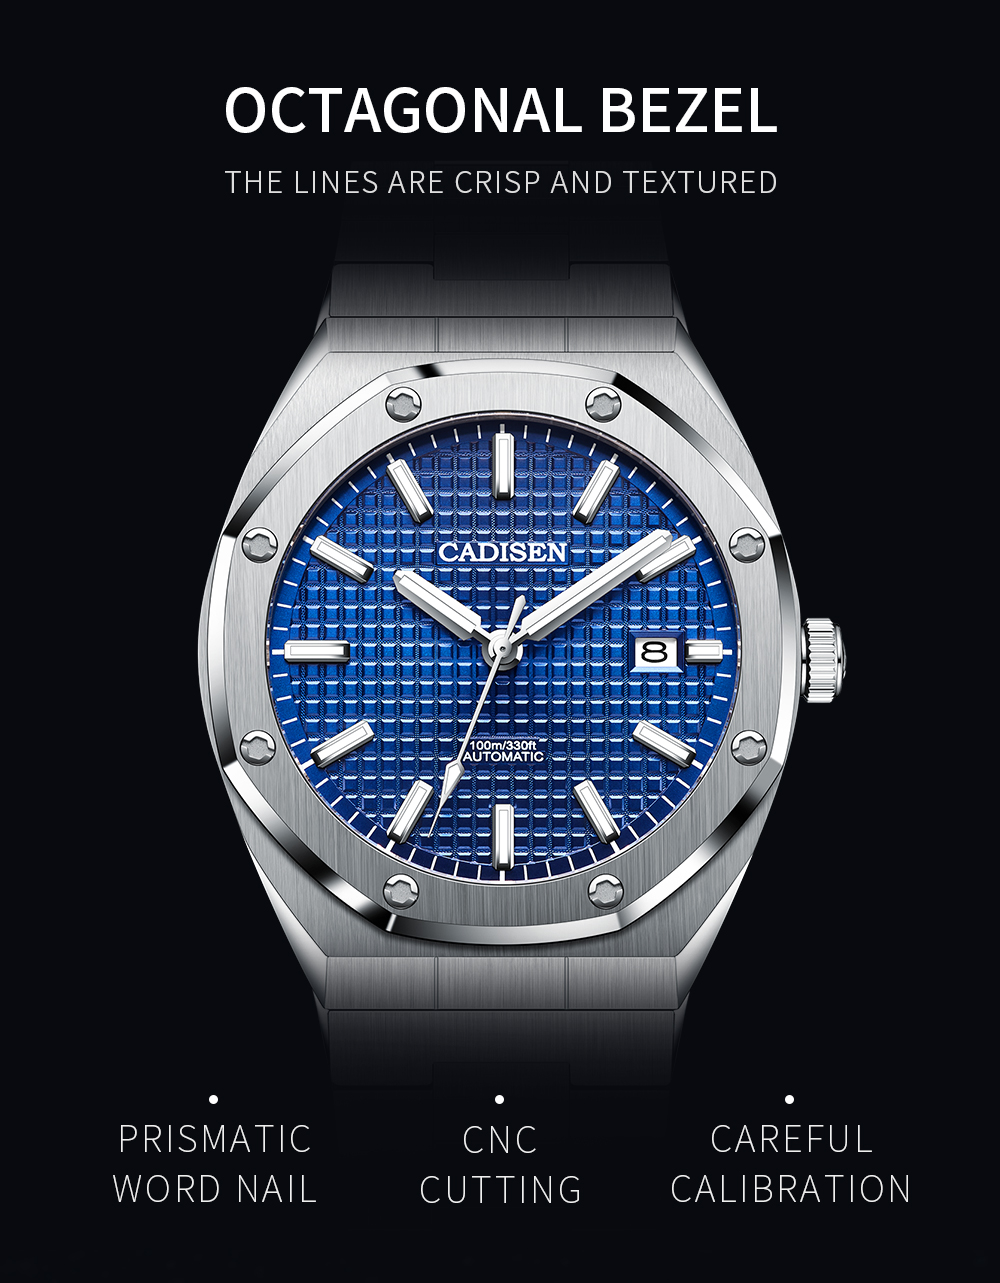 OCTAGONAL BEZEL
THE LINES ARE CRISP AND TEXTURED
CADISEN
8
100m/330ft
AUTOMATIC
PRISMATIC
WORD NAIL
CNC
CUTTING
CAREFUL
CALIBRATION